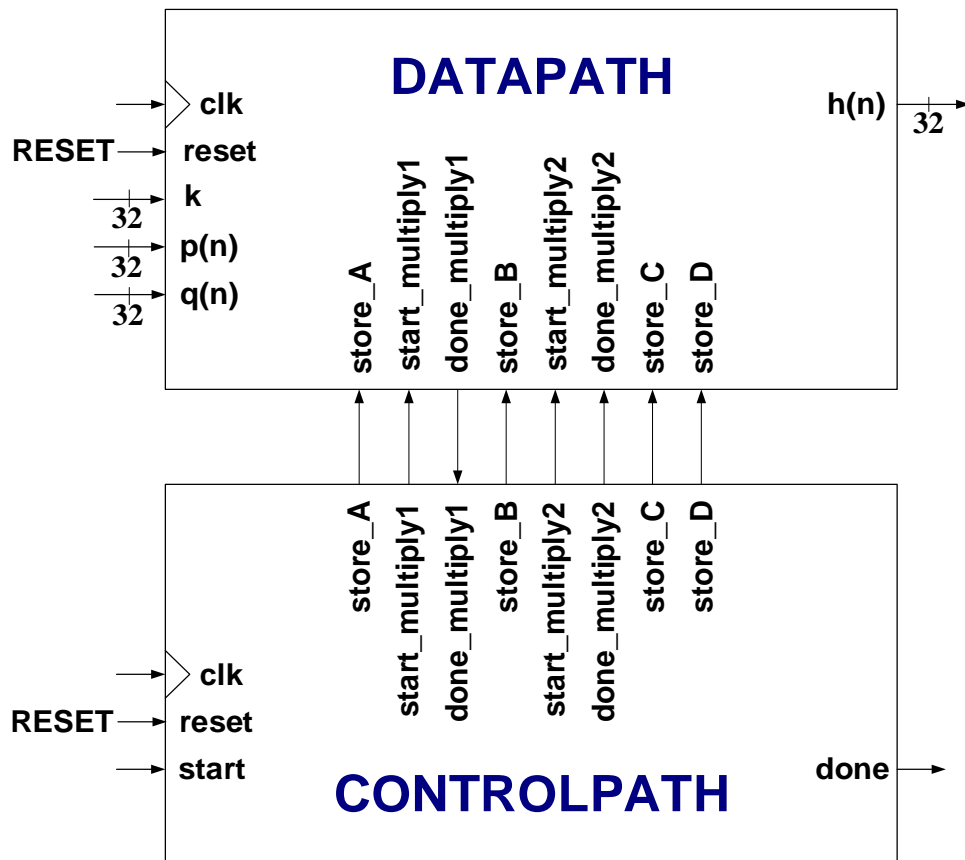 DATAPATH
clk
h(n)
32
RESET
reset
k
32
p(n)
32
q(n)
32
store_A
start_multiply1
done_multiply1
store_B
start_multiply2
done_multiply2
store_C
store_D
store_A
start_multiply1
done_multiply1
store_B
start_multiply2
done_multiply2
store_C
store_D
clk
RESET
reset
start
done
CONTROLPATH